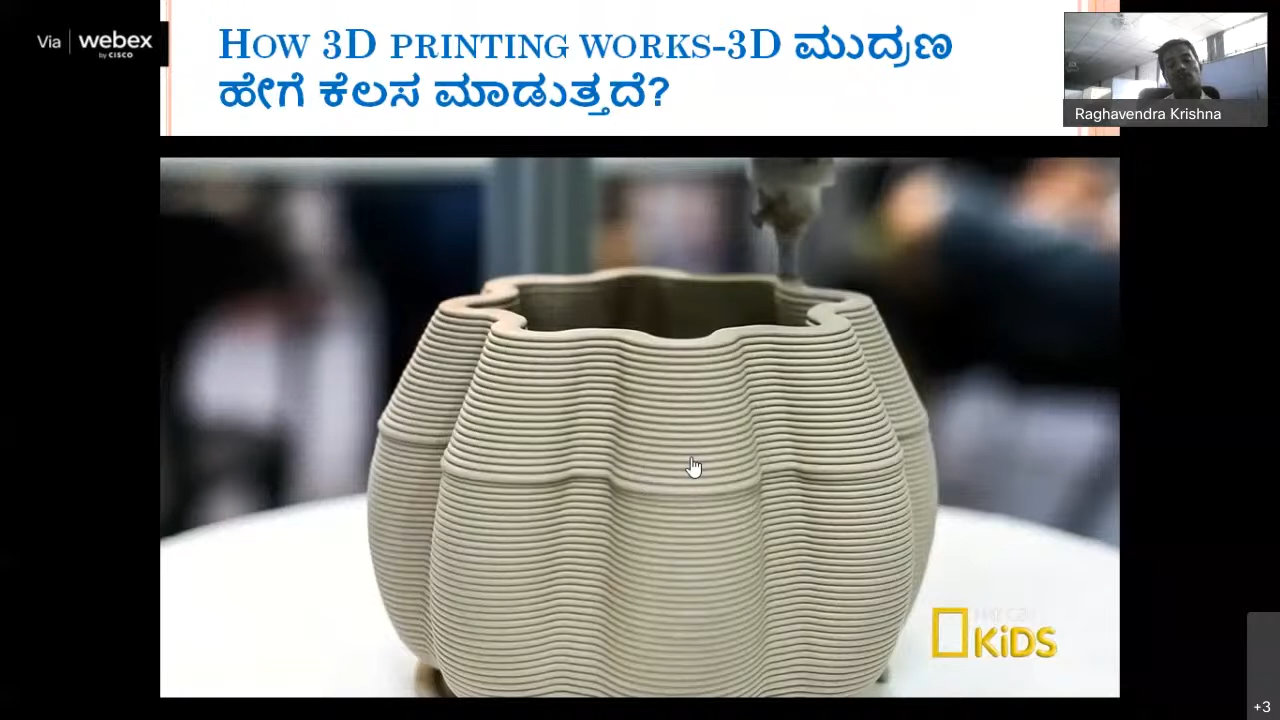 Via webex
by CISCO
HOW 3D PRINTING WORKS-3D ಮುದ್ರಣ
ಹೇಗೆ ಕೆಲಸ ಮಾಡುತ್ತದೆ?
Raghavendra Krishna
KiDS
+3